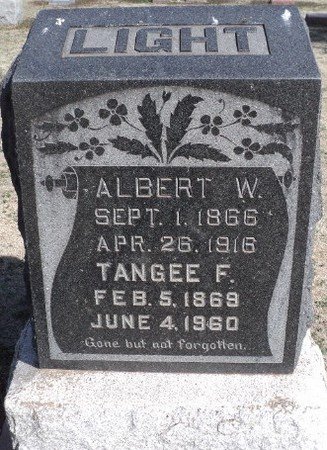 LIGHT
ALBERT W.
SEPT. 1, 1866
APR. 26, 1916
TANGEE F.
FEB. 5, 1869
JUNE 4, 1960
Gone but not forgotten.